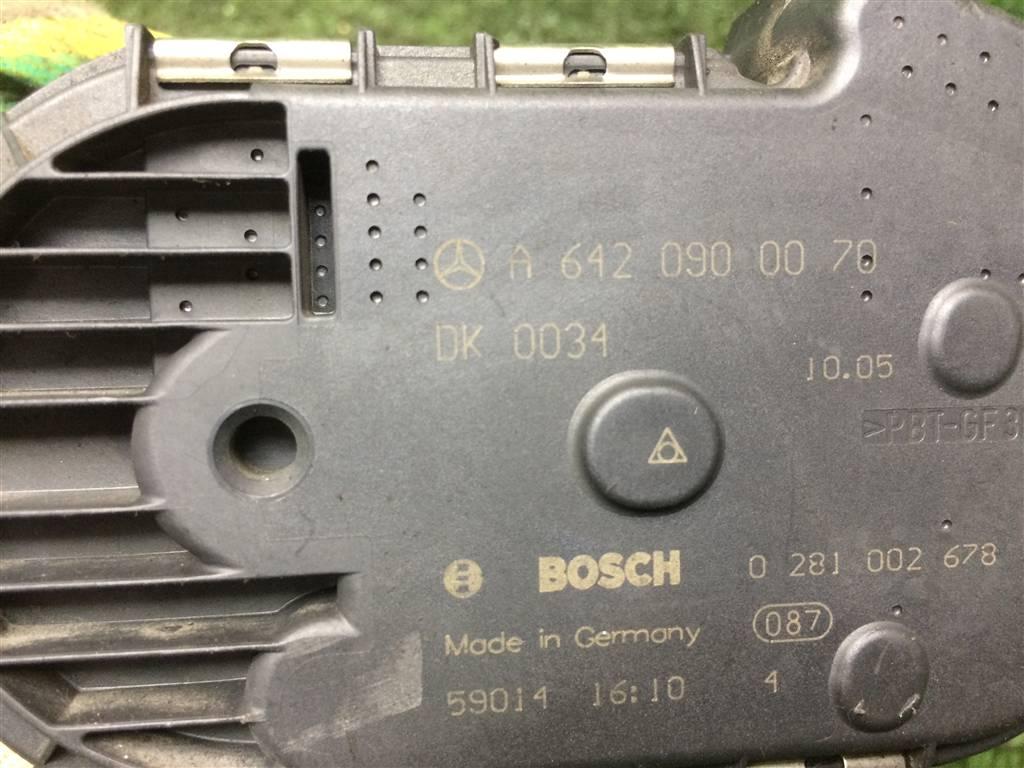 A 642 090 00 70
DK 0034
10.05
>PBT-GF3
BOSCH 0 281 002 678
Made in Germany 087
59014 16:10 4